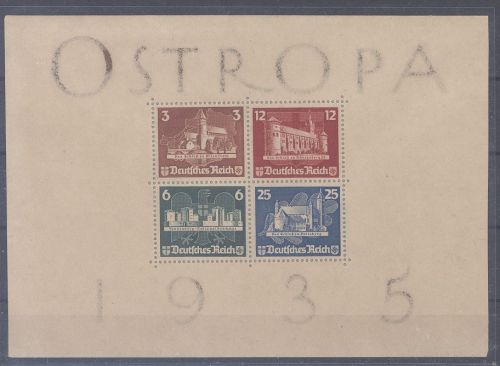 OSTROPA
3 3 12 12
Deutsches Reich Deutsches Reich
6 6 25 25
Deutsches Reich Deutsches Reich
1935